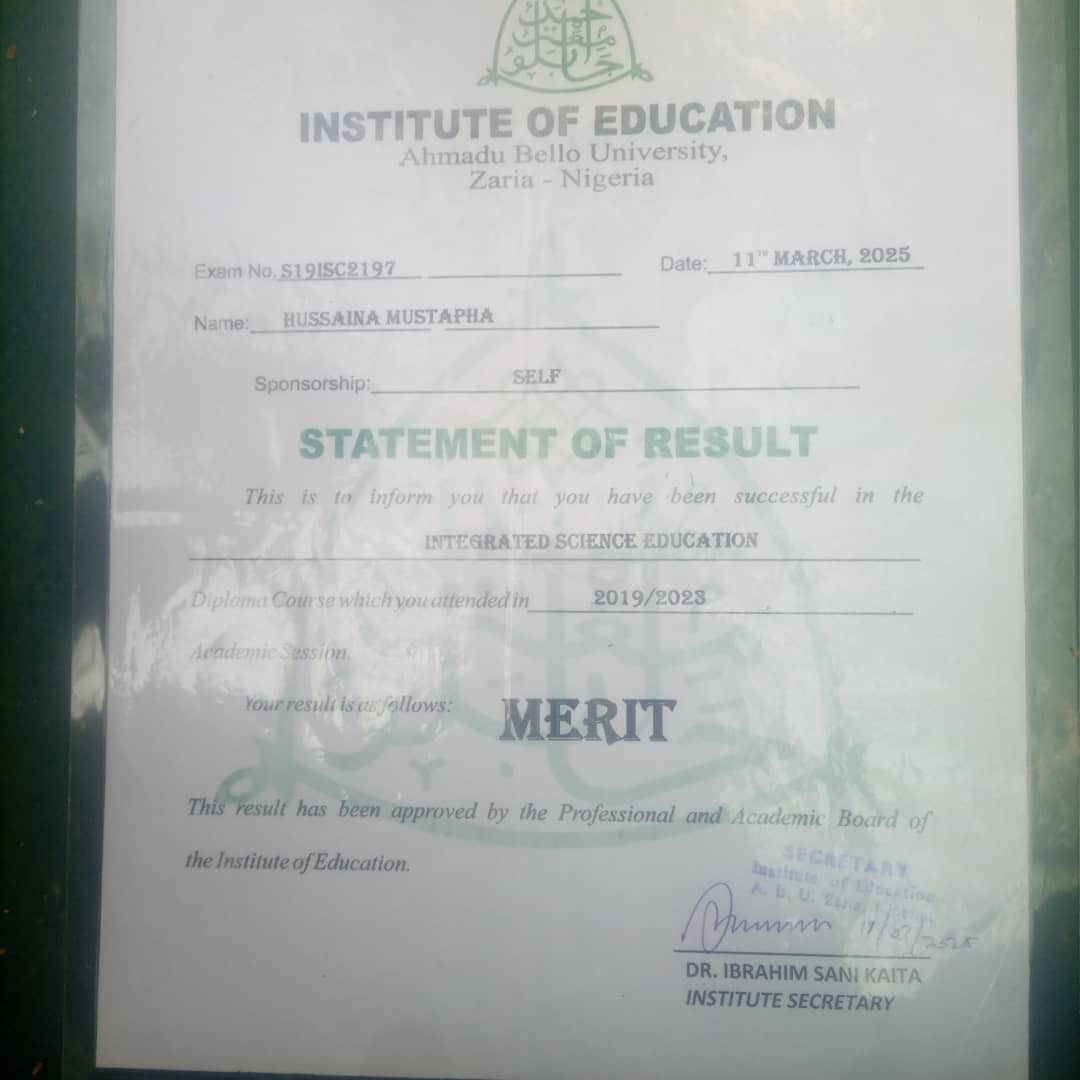 INSTITUTE OF EDUCATION
Ahmadu Bello University,
Zaria - Nigeria
Exam No. S19ISC2197 Date: 11TH MARCH, 2025
Name: HUSSAINA MUSTAPHA
Sponsorship: SELF
STATEMENT OF RESULT
This is to inform you that you have been successful in the
INTEGRATED SCIENCE EDUCATION
Diploma Course which you attended in 2019/2023
Academic Session.
Your result is as follows: MERIT
This result has been approved by the Professional and Academic Board of
the Institute of Education.
SECRETARY
Institute of Education
A. B. U. Zaria,
DR. IBRAHIM SANI KAITA
INSTITUTE SECRETARY